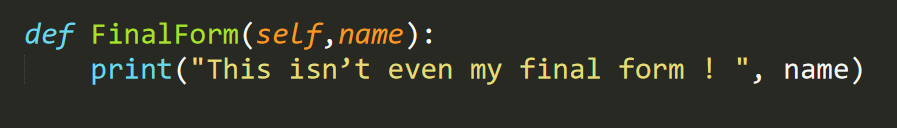 def FinalForm(self,name):
    print("This isn’t even my final form ! ", name)